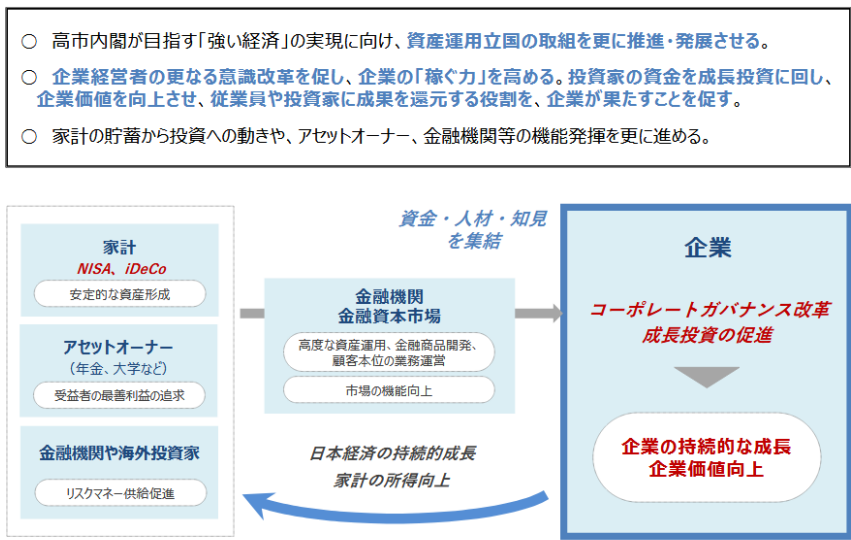 ○ 高市内閣が目指す「強い経済」の実現に向け、資産運用立国の取組を更に推進・発展させる。
○ 企業経営者の更なる意識改革を促し、企業の「稼ぐ力」を高める。投資家の資金を成長投資に回し、
企業価値を向上させ、従業員や投資家に成果を還元する役割を、企業が果たすことを促す。
○ 家計の貯蓄から投資への動きや、アセットオーナー、金融機関等の機能発揮を更に進める。
家計
NISA、iDeCo
安定的な資産形成
アセットオーナー
（年金、大学など）
受益者の最善利益の追求
金融機関や海外投資家
リスクマネー供給促進
資金・人材・知見
を集結
金融機関
金融資本市場
高度な資産運用、金融商品開発、
顧客本位の業務運営
市場の機能向上
日本経済の持続的成長
家計の所得向上
企業
コーポレートガバナンス改革
成長投資の促進
企業の持続的な成長
企業価値向上